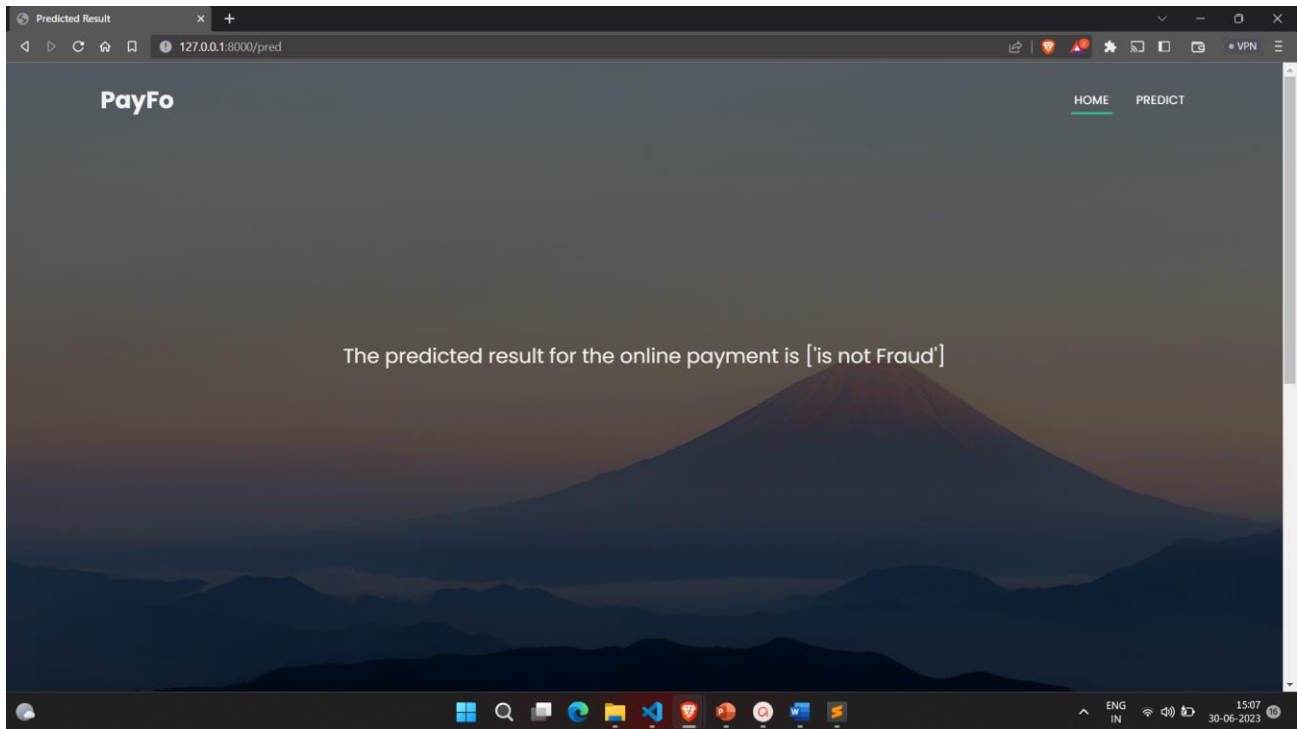 Predicted Result
127.0.0.1:8000/pred
VPN
PayFo
HOME PREDICT
The predicted result for the online payment is ['is not Fraud']
ENG
IN
15:07
30-06-2023
16